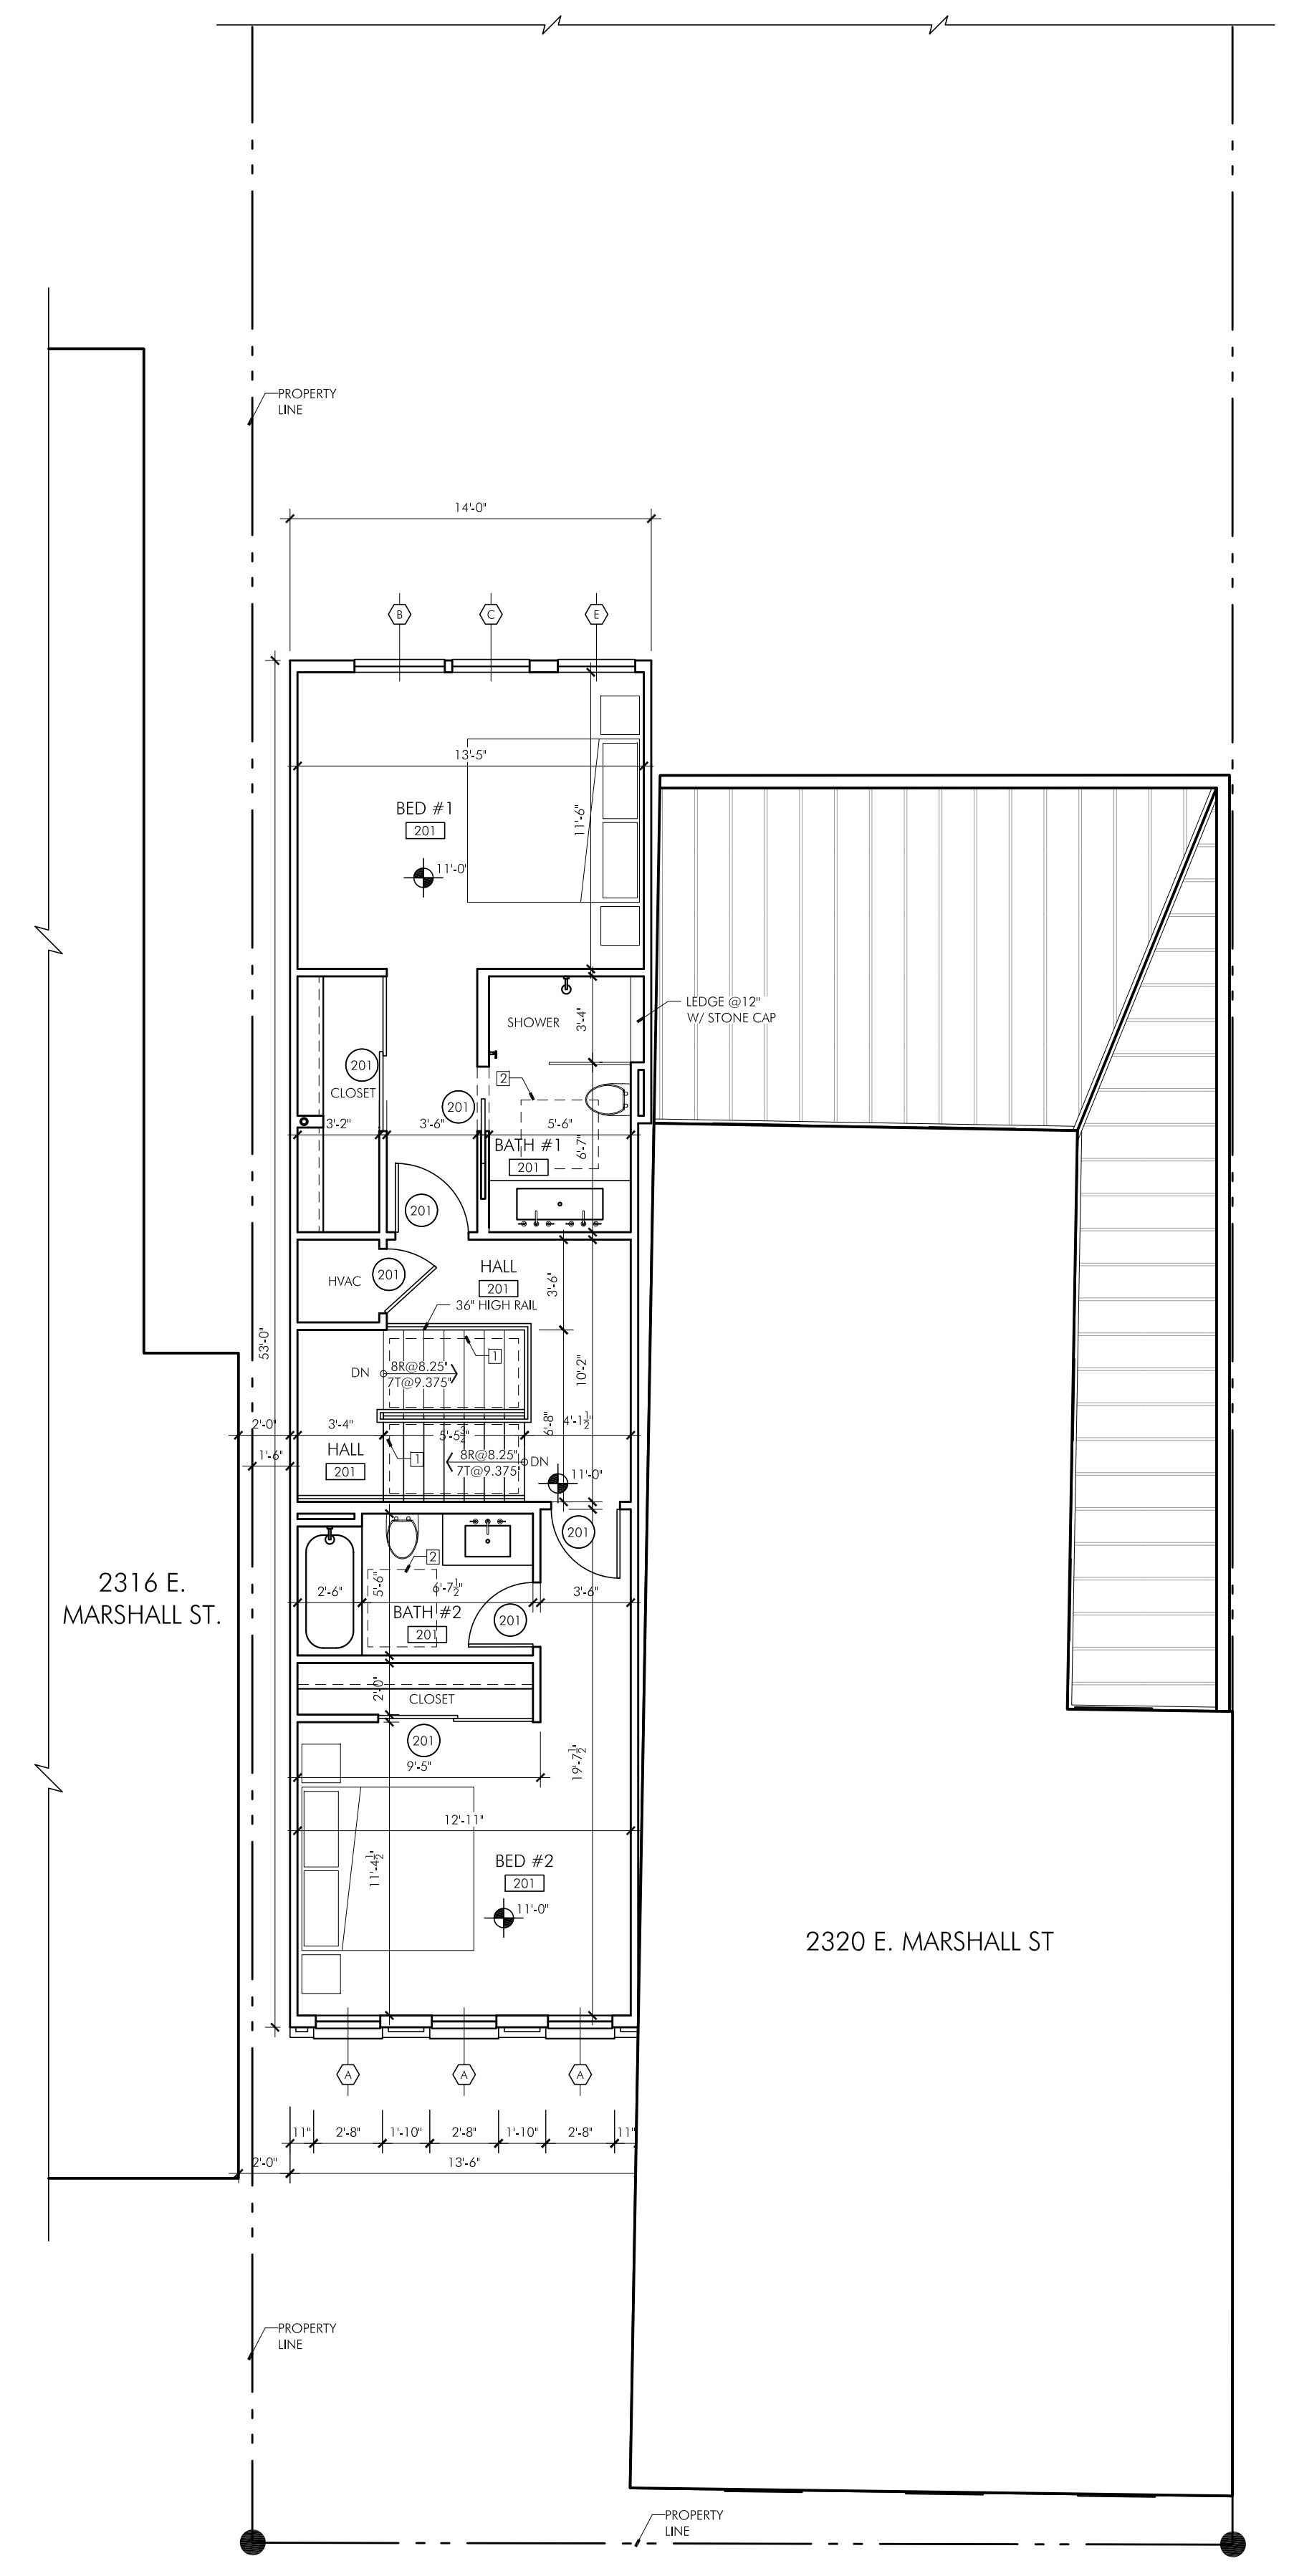 PROPERTY
LINE
14'-0"
B
C
E
13'-5"
BED #1
201
11'-6"
11'-0"
LEDGE @12"
W/ STONE CAP
SHOWER
3'-4"
201
CLOSET
2
201
3'-2"
3'-6"
5'-6"
BATH #1
201
6'-7"
201
HALL
201
HVAC
201
3'-6"
36" HIGH RAIL
53'-0"
1
DN
8R@8.25"
7T@9.375"
10'-2"
2'-0"
3'-4"
5'-5½"
6'-8"
4'-1½"
1'-6"
HALL
201
1
8R@8.25"
7T@9.375"
DN
11'-0"
201
2
2316 E.
MARSHALL ST.
2'-6"
5'-6"
6'-7½"
3'-6"
BATH #2
201
201
2'-0"
CLOSET
201
9'-5"
19'-7½"
12'-11"
11'-4½"
BED #2
201
11'-0"
2320 E. MARSHALL ST
A
A
A
11"
2'-8"
1'-10"
2'-8"
1'-10"
2'-8"
11"
2'-0"
13'-6"
PROPERTY
LINE
PROPERTY
LINE